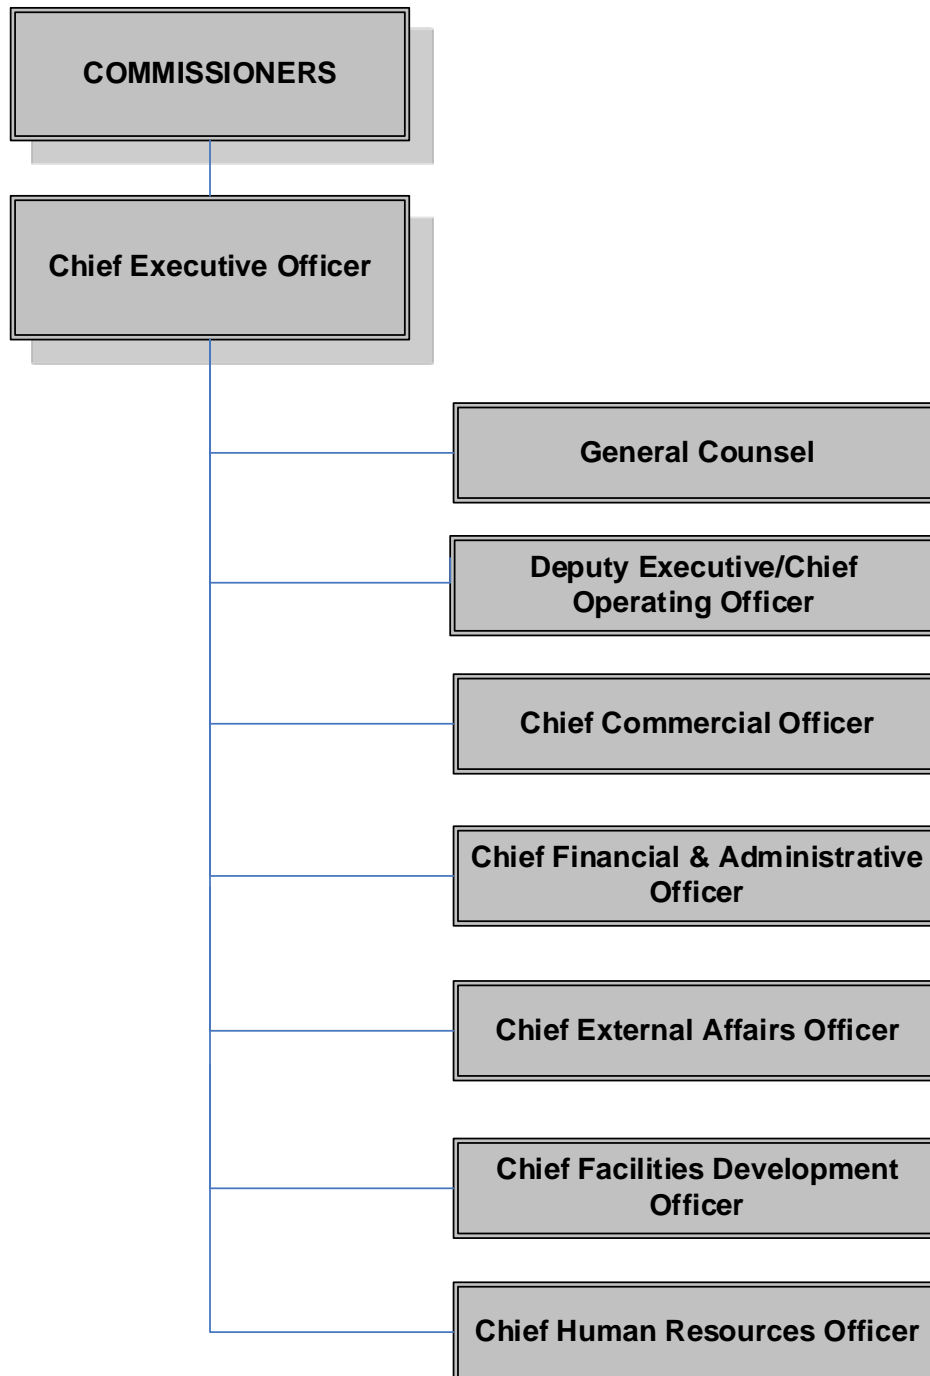 COMMISSIONERS
Chief Executive Officer
General Counsel
Deputy Executive/Chief
Operating Officer
Chief Commercial Officer
Chief Financial & Administrative
Officer
Chief External Affairs Officer
Chief Facilities Development
Officer
Chief Human Resources Officer